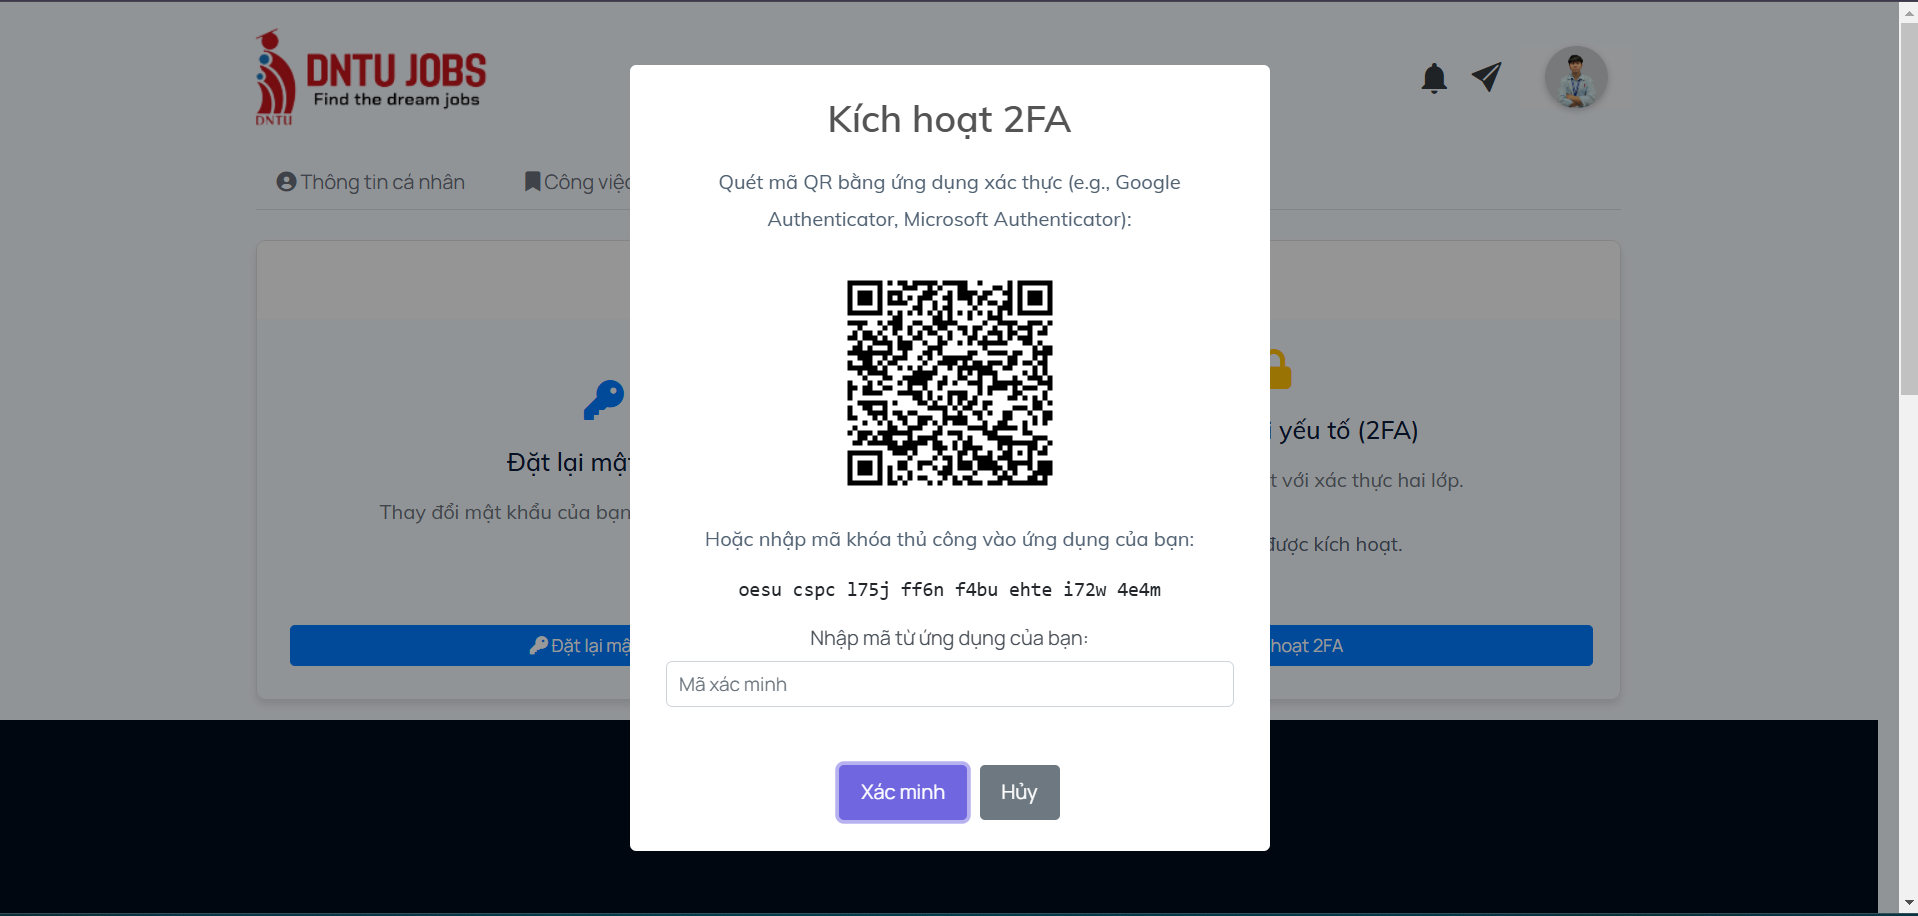 DNTU JOBS
Find the dream jobs
DNTU
Thông tin cá nhân
Công việc
Kích hoạt 2FA
Quét mã QR bằng ứng dụng xác thực (e.g., Google
Authenticator, Microsoft Authenticator):
Đặt lại mật
Thay đổi mật khẩu của bạn
Đặt lại mậ
yếu tố (2FA)
với xác thực hai lớp.
được kích hoạt.
hoạt 2FA
Hoặc nhập mã khóa thủ công vào ứng dụng của bạn:
oesu cspc l75j ff6n f4bu ehte i72w 4e4m
Nhập mã từ ứng dụng của bạn:
Mã xác minh
Xác minh
Hủy